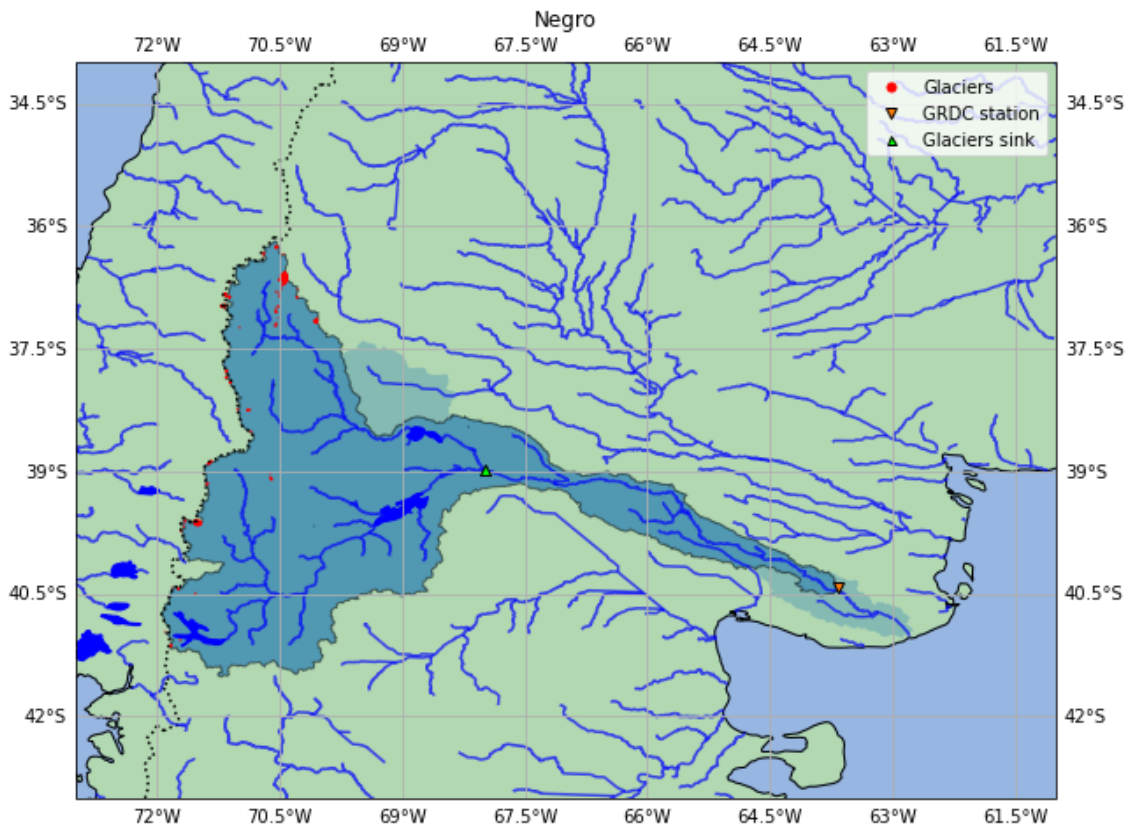 Negro
72°W 70.5°W 69°W 67.5°W 66°W 64.5°W 63°W 61.5°W
Glaciers
GRDC station
Glaciers sink
34.5°S 34.5°S
36°S 36°S
37.5°S 37.5°S
39°S 39°S
40.5°S 40.5°S
42°S 42°S
72°W 70.5°W 69°W 67.5°W 66°W 64.5°W 63°W 61.5°W